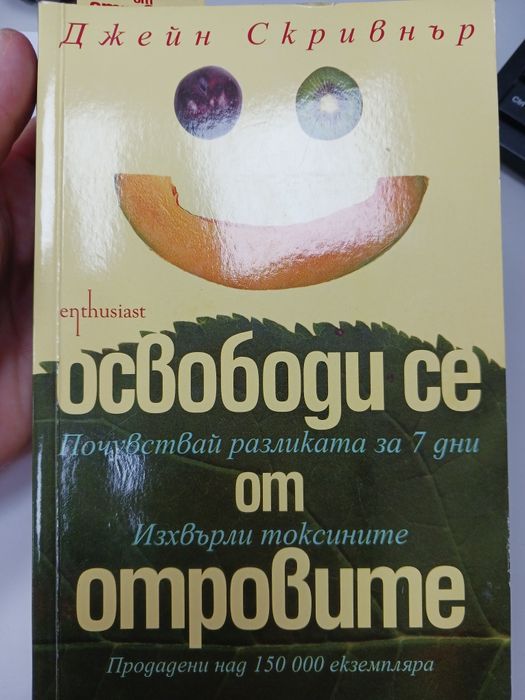 от
Джейн Скривнър
enthusiast
освободи се
Почувствай разликата за 7 дни
от
Изхвърли токсините
отровите
Продадени над 150 000 екземпляра